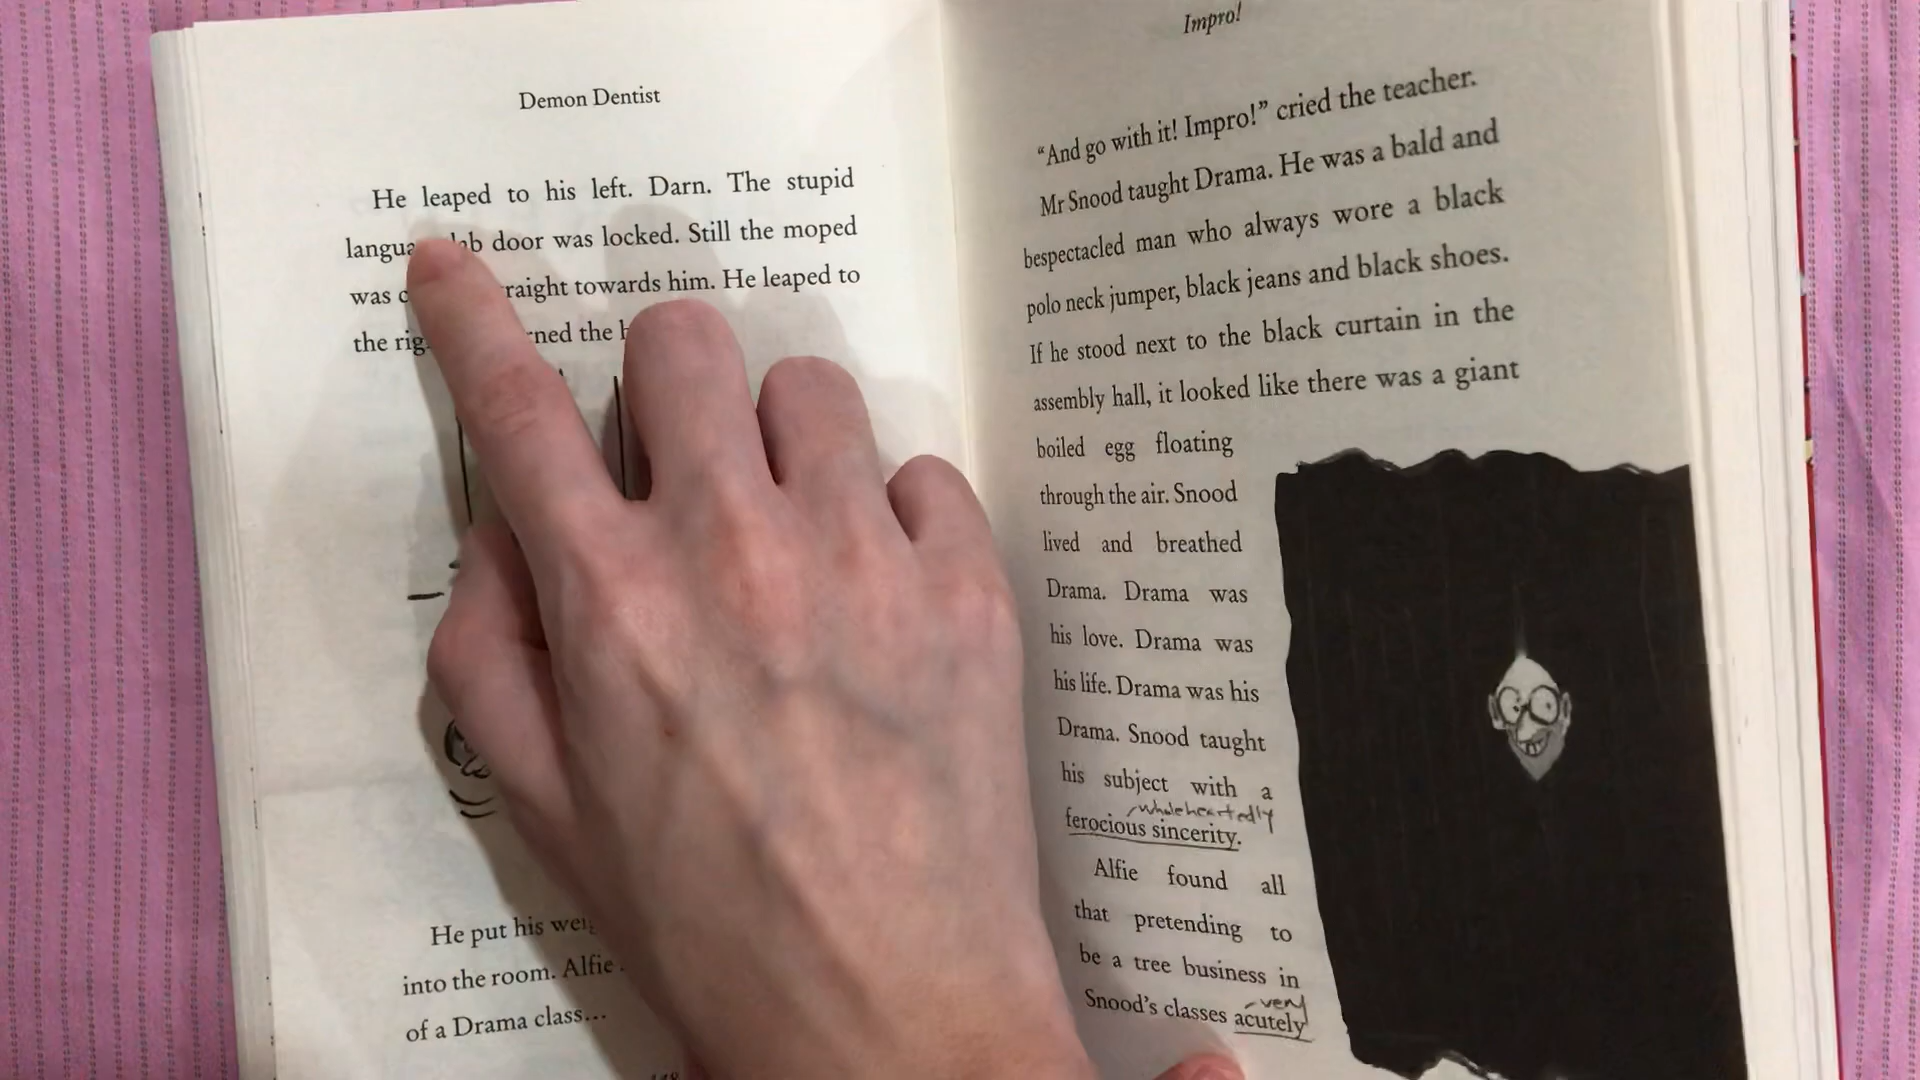 Demon Dentist
He leaped to his left. Darn. The stupid
door was locked. Still the moped
was towards him. He leaped to
the the
He put his
into the room. Alfie
of a Drama class...
Impro!
“And go with it! Impro!” cried the teacher.
Mr Snood taught Drama. He was a bald and
bespectacled man who always wore a black
polo neck jumper, black jeans and black shoes.
If he stood next to the black curtain in the
assembly hall, it looked like there was a giant
boiled egg floating
through the air. Snood
lived and breathed
Drama. Drama was
his love. Drama was
his life. Drama was his
Drama. Snood taught
his subject with a
wholeheartedly
ferocious sincerity.
Alfie found all
that pretending to
be a tree business in
very
Snood’s classes acutely